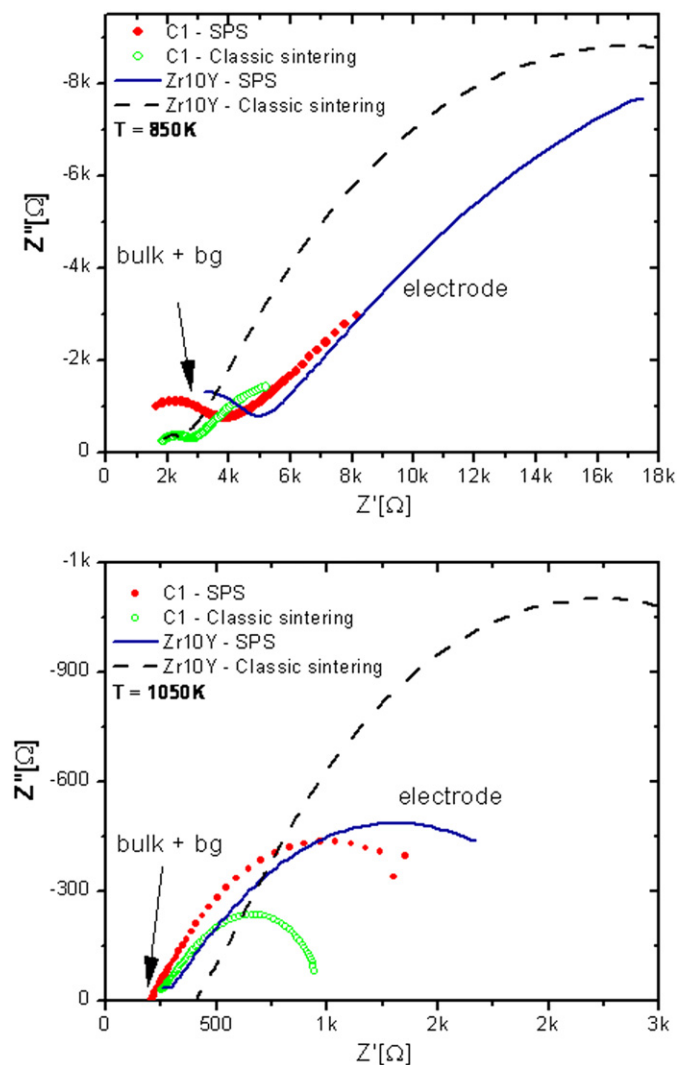 C1 - SPS
C1 - Classic sintering
Zr10Y - SPS
Zr10Y - Classic sintering
T = 850K
-8k
-6k
-4k
-2k
0
Z"[Ω]
bulk + bg
electrode
0 2k 4k 6k 8k 10k 12k 14k 16k 18k
Z'[Ω]
-1k
-900
-600
-300
0
Z"[Ω]
C1 - SPS
C1 - Classic sintering
Zr10Y - SPS
Zr10Y - Classic sintering
T = 1050K
electrode
bulk + bg
0 500 1k 2k 2k 3k
Z'[Ω]